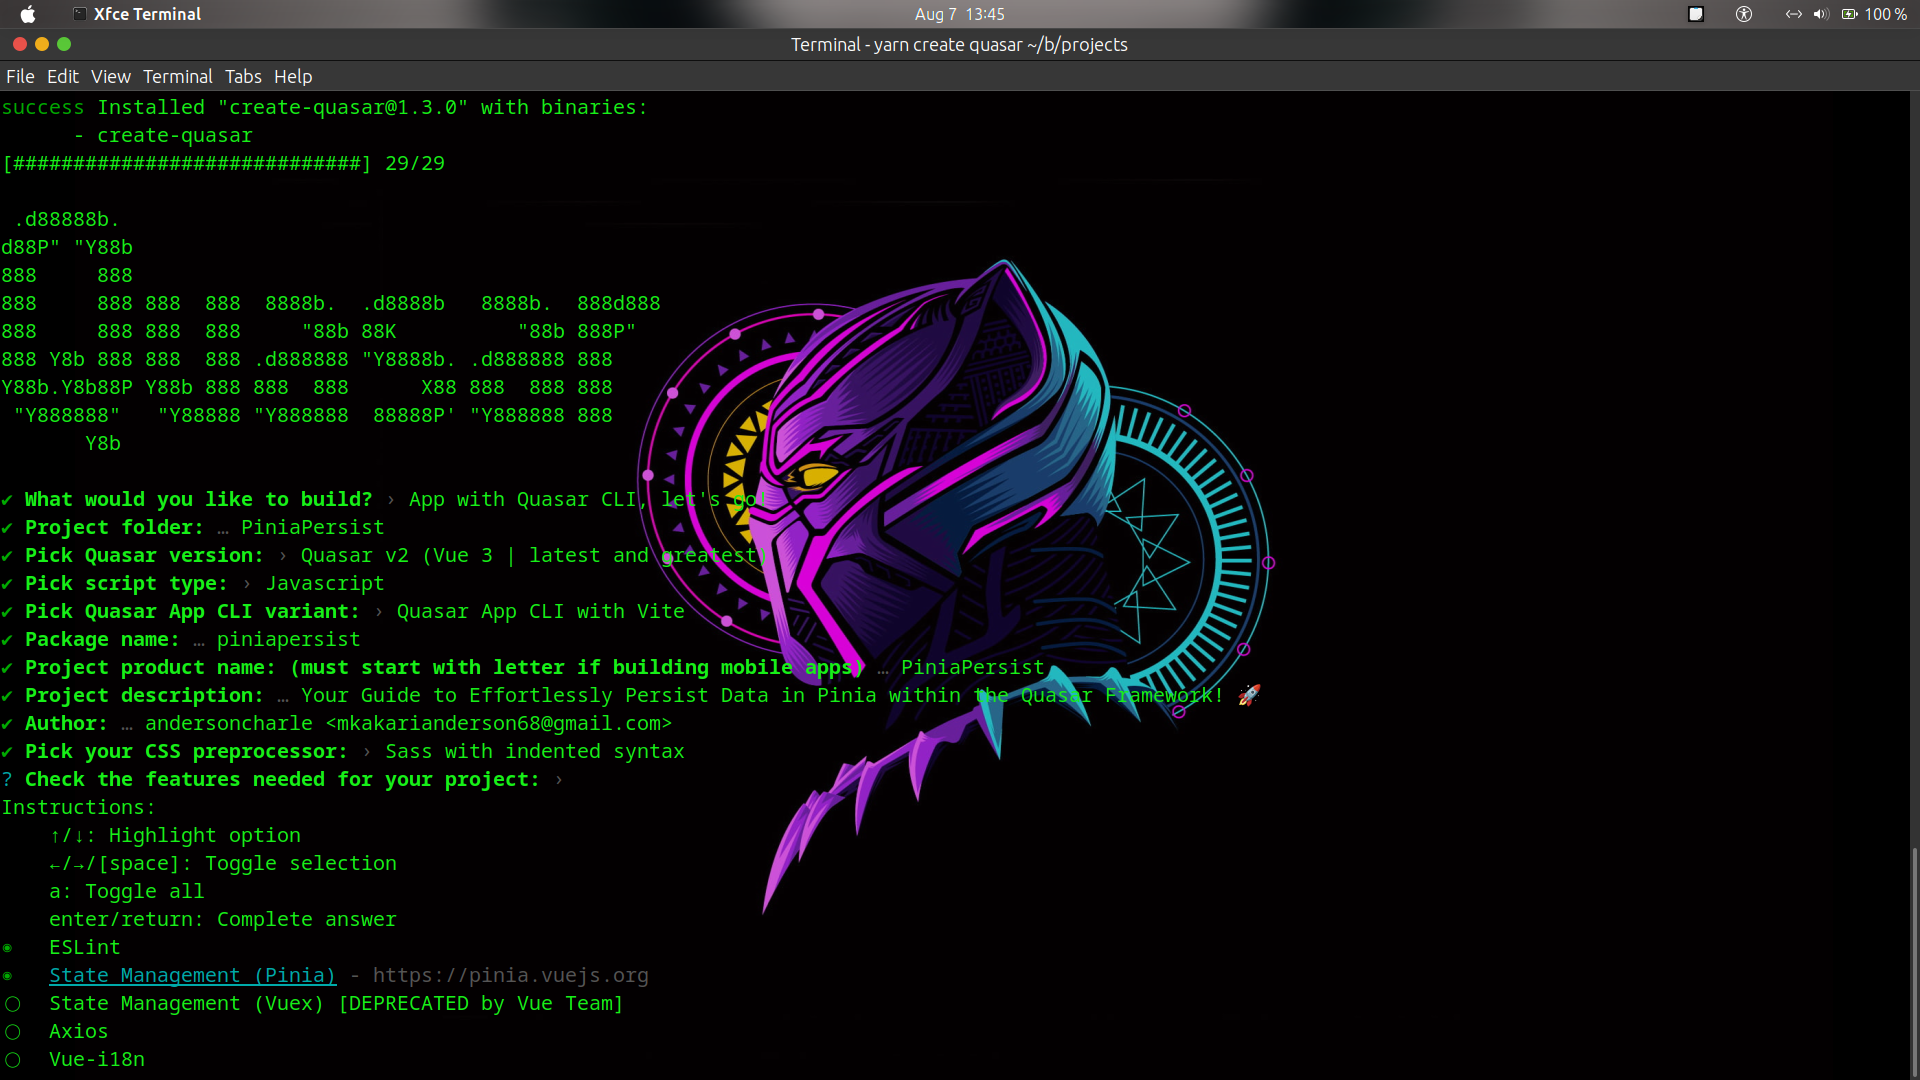 Xfce Terminal
Aug 7 13:45
100 %
Terminal - yarn create quasar ~/b/projects
File Edit View Terminal Tabs Help
success Installed "create-quasar@1.3.0" with binaries:
      - create-quasar
[#############################] 29/29
 .d88888b.
d88P" "Y88b
888     888
888     888 888  888  8888b.  .d8888b   8888b.  888d888
888     888 888  888     "88b 88K          "88b 888P"
888 Y8b 888 888  888 .d888888 "Y8888b. .d888888 888
Y88b.Y8b88P Y88b 888 888  888      X88 888  888 888
 "Y888888"   "Y88888 "Y888888  88888P' "Y888888 888
       Y8b
✔ What would you like to build? › App with Quasar CLI, let's go!
✔ Project folder: … PiniaPersist
✔ Pick Quasar version: › Quasar v2 (Vue 3 | latest and greatest)
✔ Pick script type: › Javascript
✔ Pick Quasar App CLI variant: › Quasar App CLI with Vite
✔ Package name: … piniapersist
✔ Project product name: (must start with letter if building mobile apps) … PiniaPersist
✔ Project description: … Your Guide to Effortlessly Persist Data in Pinia within the Quasar Framework! 🚀
✔ Author: … andersoncharle <mkakarianderson68@gmail.com>
✔ Pick your CSS preprocessor: › Sass with indented syntax
? Check the features needed for your project: ›
Instructions:
    ↑/↓: Highlight option
    ←/→/[space]: Toggle selection
    a: Toggle all
    enter/return: Complete answer
◉   ESLint
◉   State Management (Pinia) - https://pinia.vuejs.org
◯   State Management (Vuex) [DEPRECATED by Vue Team]
◯   Axios
◯   Vue-i18n